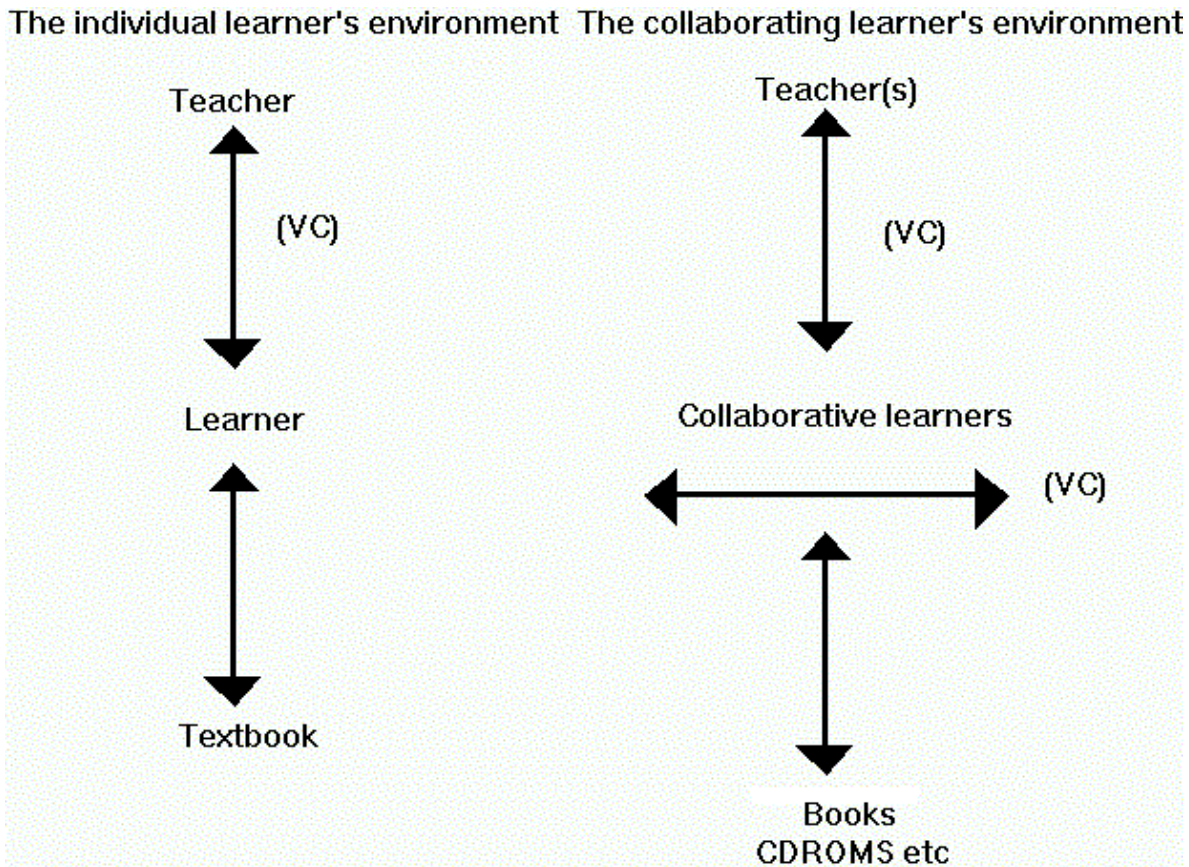 The individual learner's environment
Teacher
(VC)
Learner
Textbook
The collaborating learner's environment
Teacher(s)
(VC)
Collaborative learners
(VC)
Books
CDROMS etc